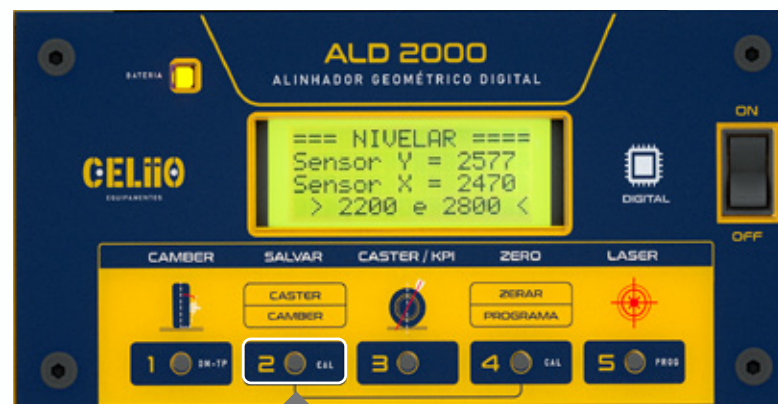 ALD 2000
BATERIA
ALINHADOR GEOMÉTRICO DIGITAL
ON
=== NIVELAR ====
Sensor Y = 2577
Sensor X = 2470
> 2200 e 2800 <
CELiiO
EQUIPAMENTOS
DIGITAL
OFF
CAMBER SALVAR CASTER / KPI ZERO LASER
CASTER
CAMBER
ZERAR
PROGRAMA
1 DM-TP 2 CAL 3 4 CAL 5 PROG